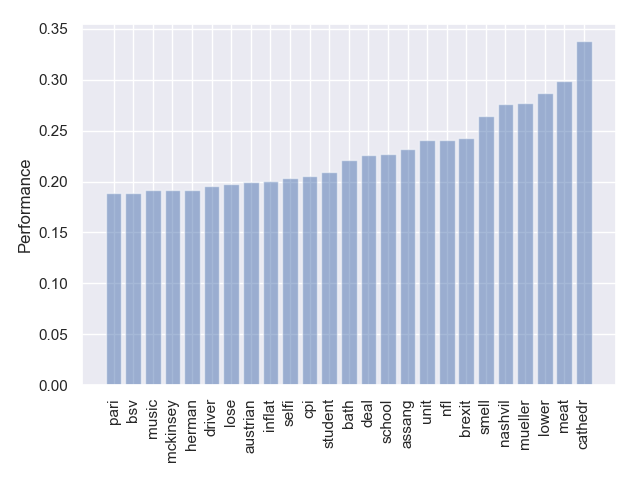 0.35
0.30
0.25
0.20
0.15
0.10
0.05
0.00
Performance
pari
bsv
music
mckinsey
herman
driver
lose
austrian
inflat
selfi
cpi
student
bath
deal
school
assang
unit
nfl
brexit
smell
nashvil
mueller
lower
meat
cathedr